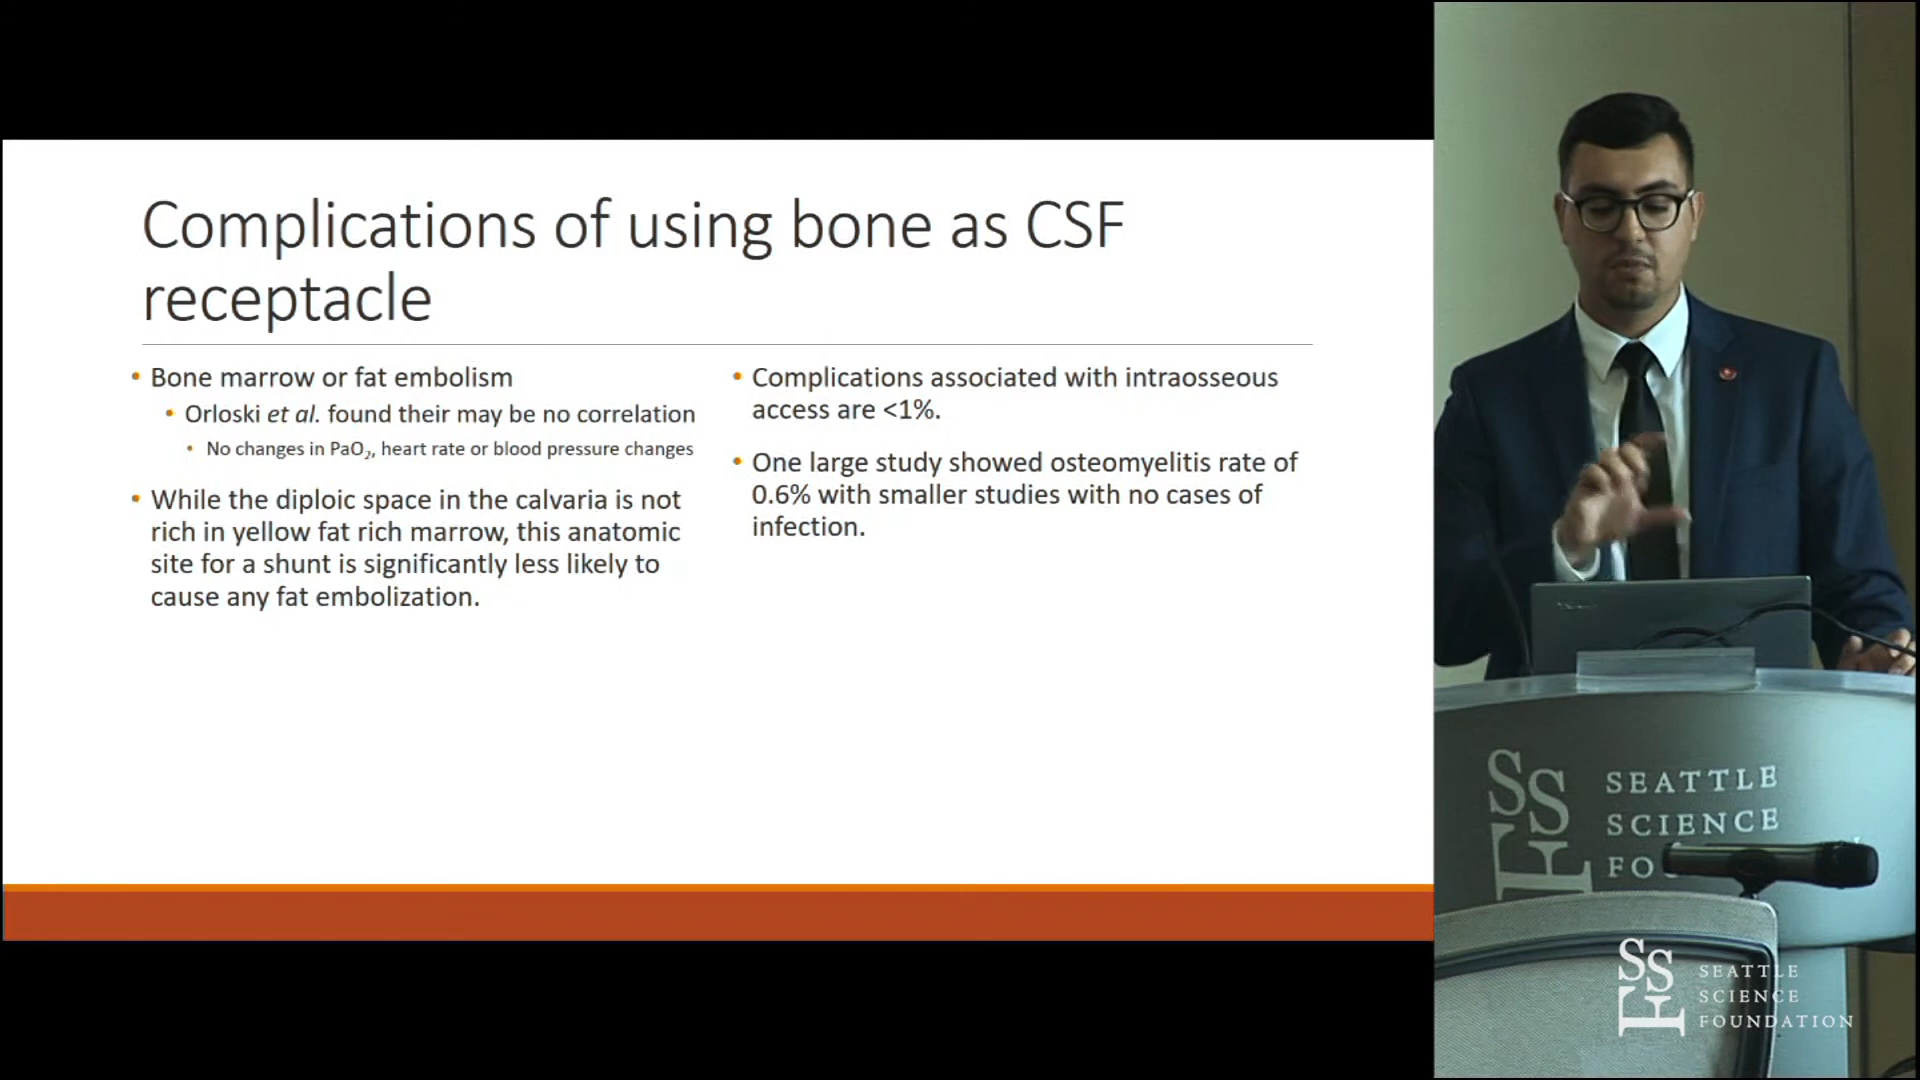 Complications of using bone as CSF
receptacle
• Bone marrow or fat embolism
• Orloski et al. found their may be no correlation
• No changes in PaO₂, heart rate or blood pressure changes
• While the diploic space in the calvaria is not
rich in yellow fat rich marrow, this anatomic
site for a shunt is significantly less likely to
cause any fat embolization.
• Complications associated with intraosseous
access are <1%.
• One large study showed osteomyelitis rate of
0.6% with smaller studies with no cases of
infection.
SSF
SEATTLE
SCIENCE
FO
SSF
SEATTLE
SCIENCE
FOUNDATION